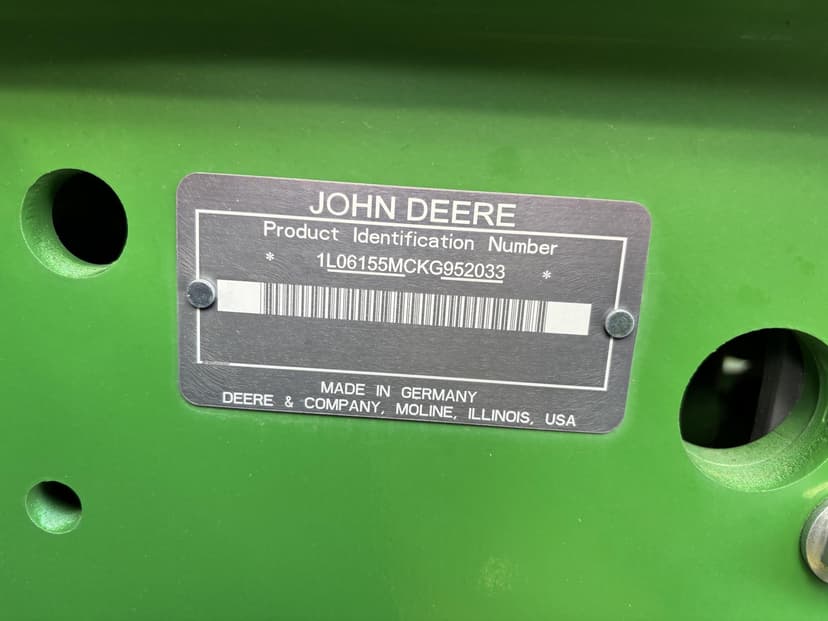 JOHN DEERE
Product Identification Number
* 1L06155MCKG952033 *
MADE IN GERMANY
DEERE & COMPANY, MOLINE, ILLINOIS, USA